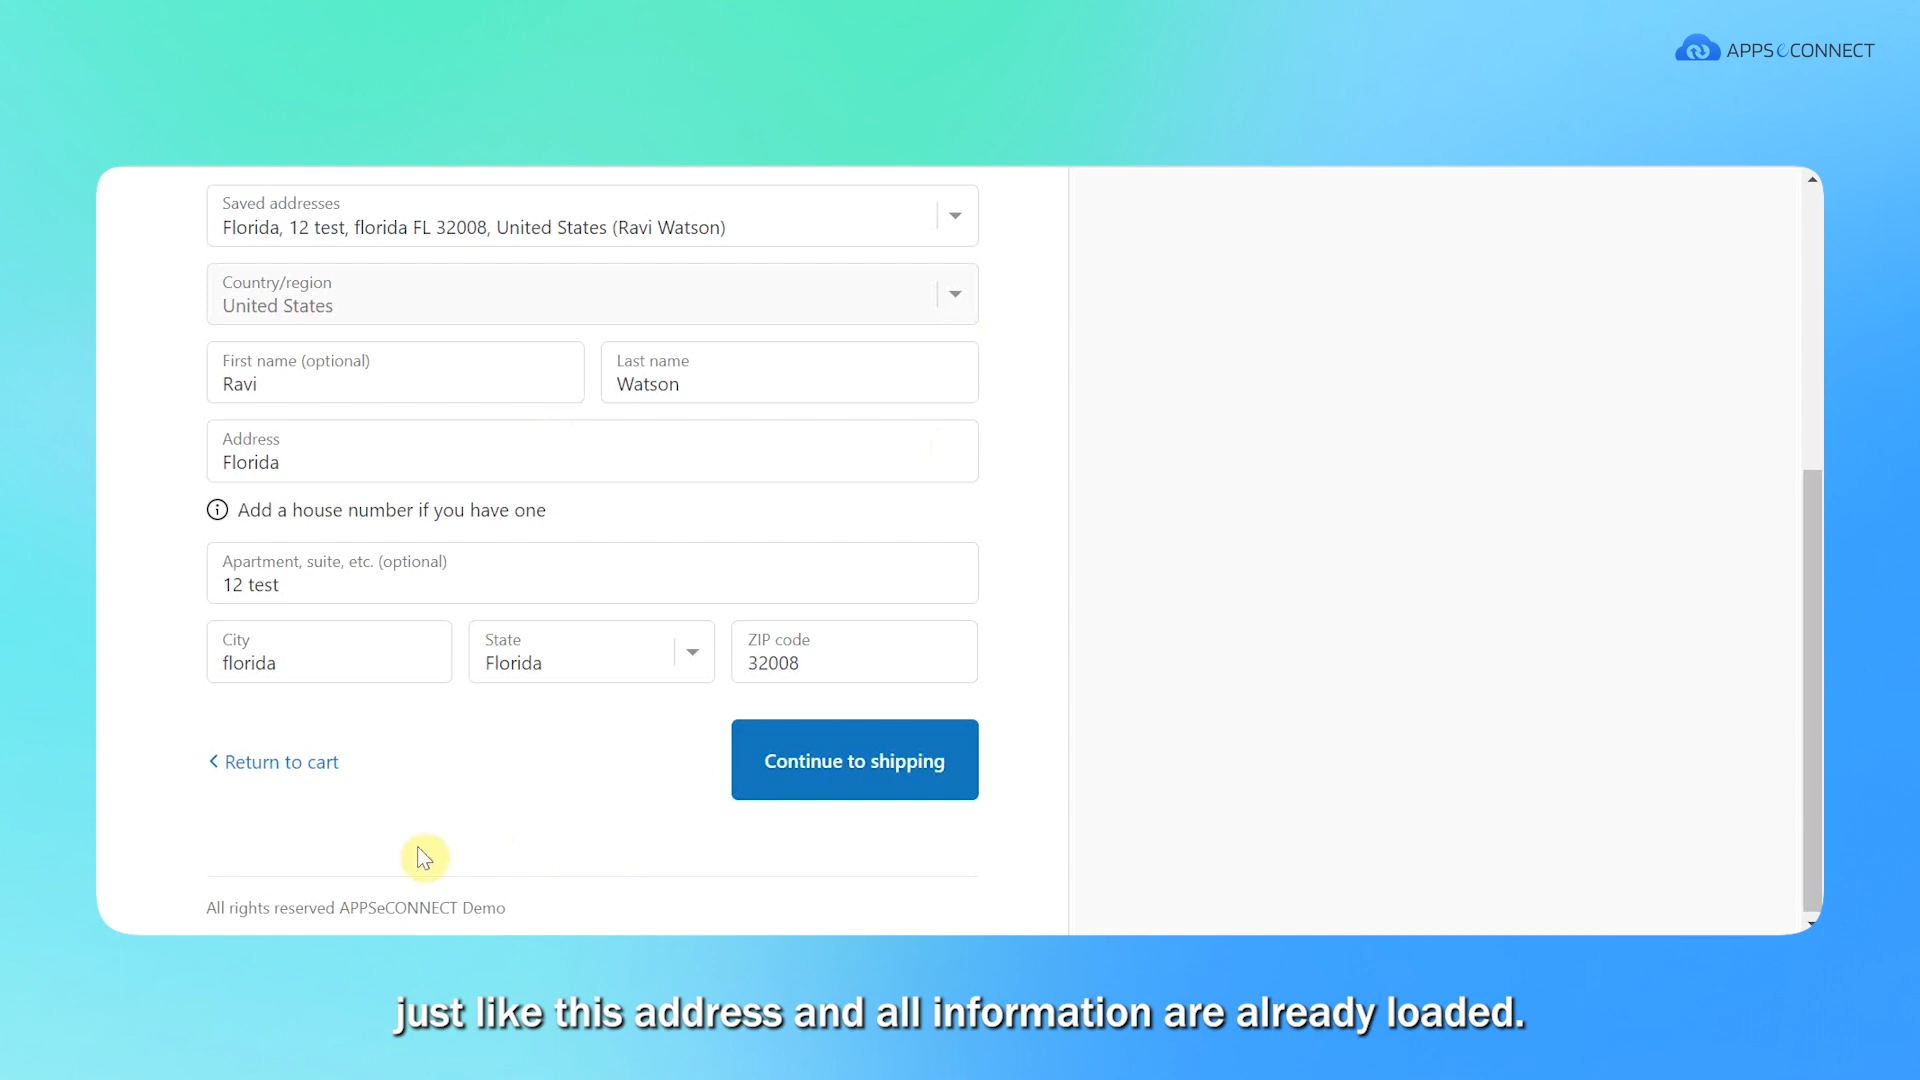 APPSeCONNECT
Saved addresses
Florida, 12 test, florida FL 32008, United States (Ravi Watson)
Country/region
United States
First name (optional)
Ravi
Last name
Watson
Address
Florida
Add a house number if you have one
Apartment, suite, etc. (optional)
12 test
City
florida
State
Florida
ZIP code
32008
Return to cart
Continue to shipping
All rights reserved APPSeCONNECT Demo
just like this address and all information are already loaded.